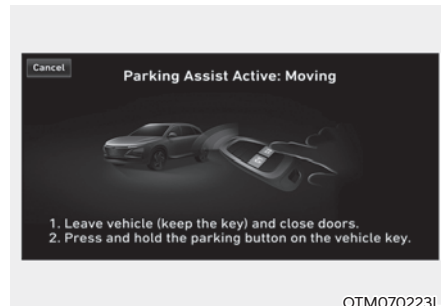 Cancel
Parking Assist Active: Moving
1. Leave vehicle (keep the key) and close doors.
2. Press and hold the parking button on the vehicle key.
OTM070223L